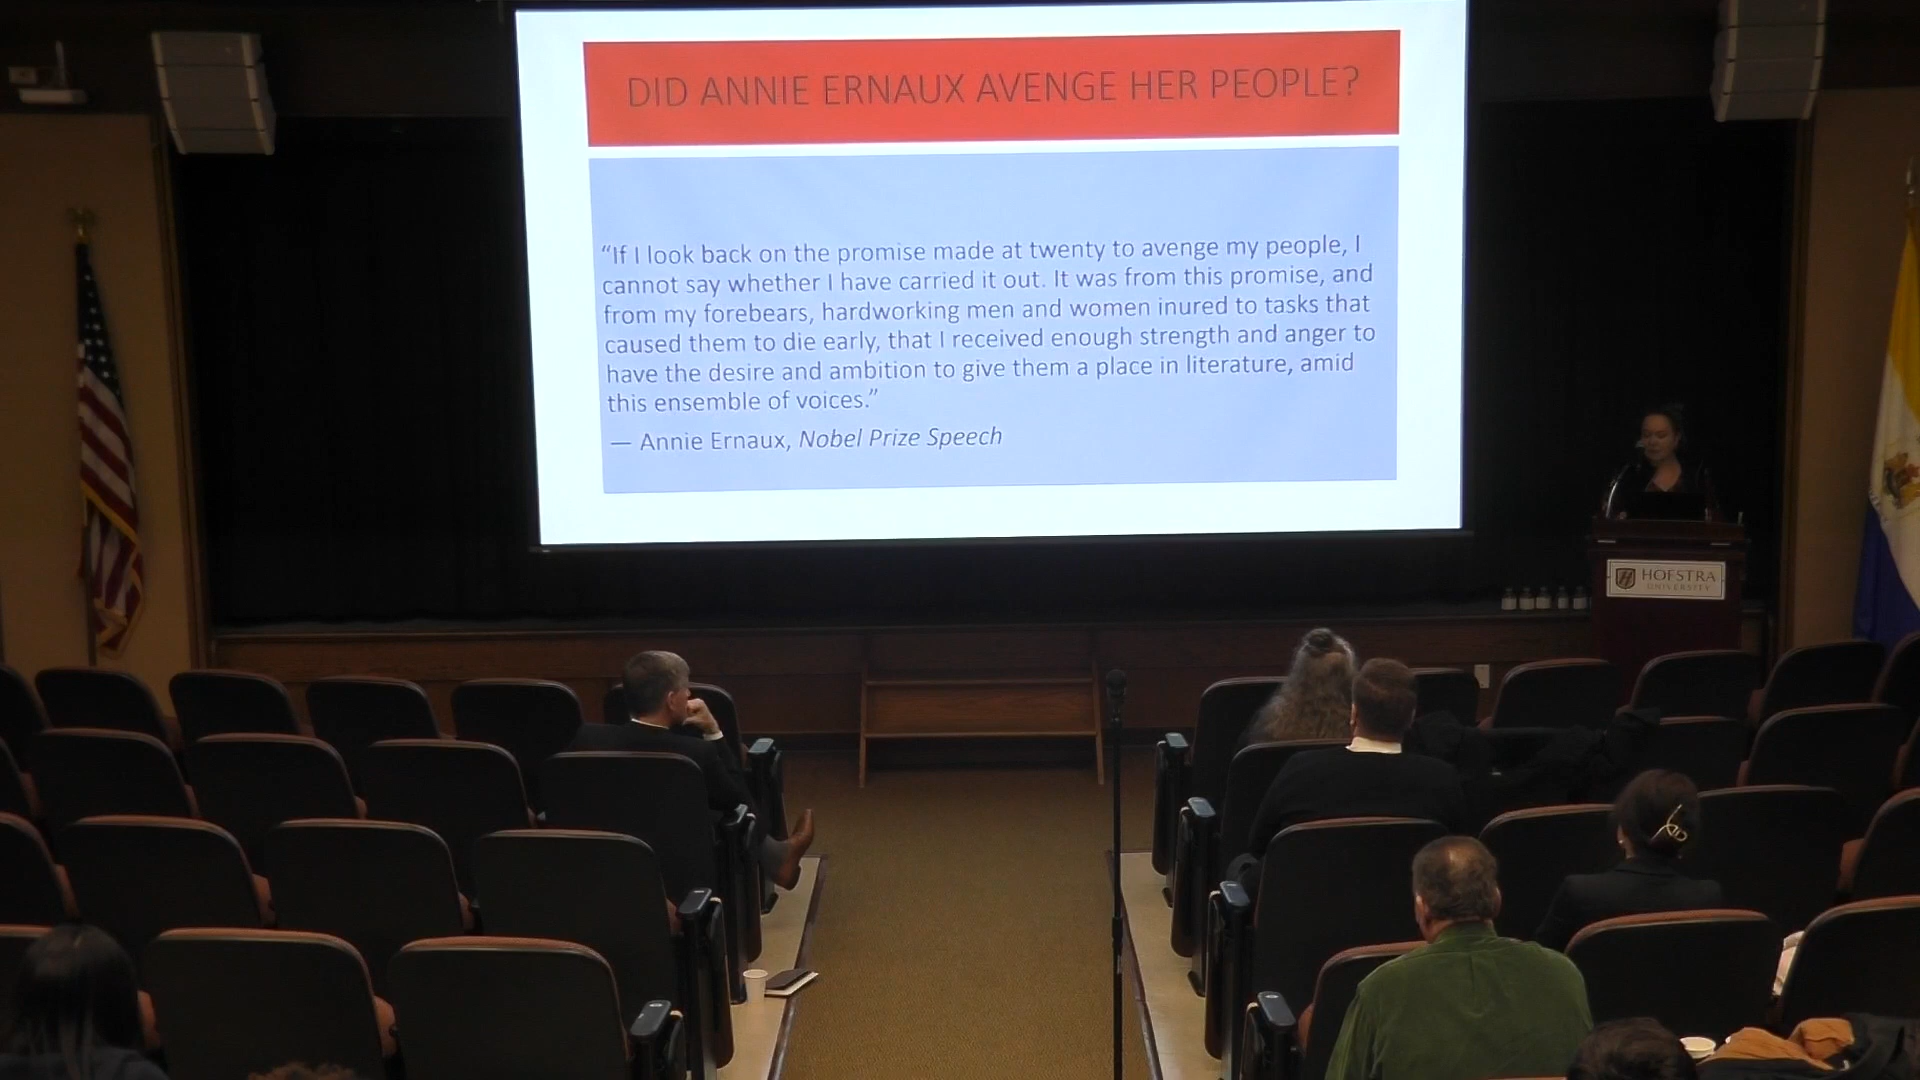 DID ANNIE ERNAUX AVENGE HER PEOPLE?
“If I look back on the promise made at twenty to avenge my people, I
cannot say whether I have carried it out. It was from this promise, and
from my forebears, hardworking men and women inured to tasks that
caused them to die early, that I received enough strength and anger to
have the desire and ambition to give them a place in literature, amid
this ensemble of voices.”
— Annie Ernaux, Nobel Prize Speech
HOFSTRA
UNIVERSITY